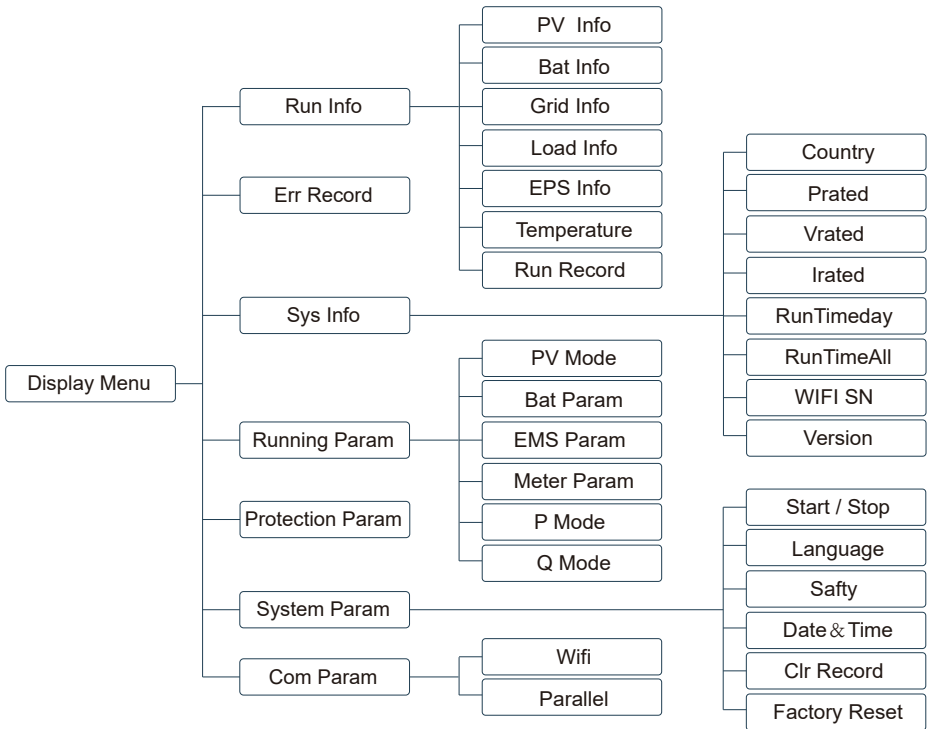 Display Menu
Run Info
PV Info
Bat Info
Grid Info
Load Info
EPS Info
Temperature
Run Record
Err Record
Sys Info
Country
Prated
Vrated
Irated
RunTimeday
RunTimeAll
WIFI SN
Version
Running Param
PV Mode
Bat Param
EMS Param
Meter Param
P Mode
Q Mode
Protection Param
System Param
Start / Stop
Language
Safty
Date&Time
Clr Record
Factory Reset
Com Param
Wifi
Parallel